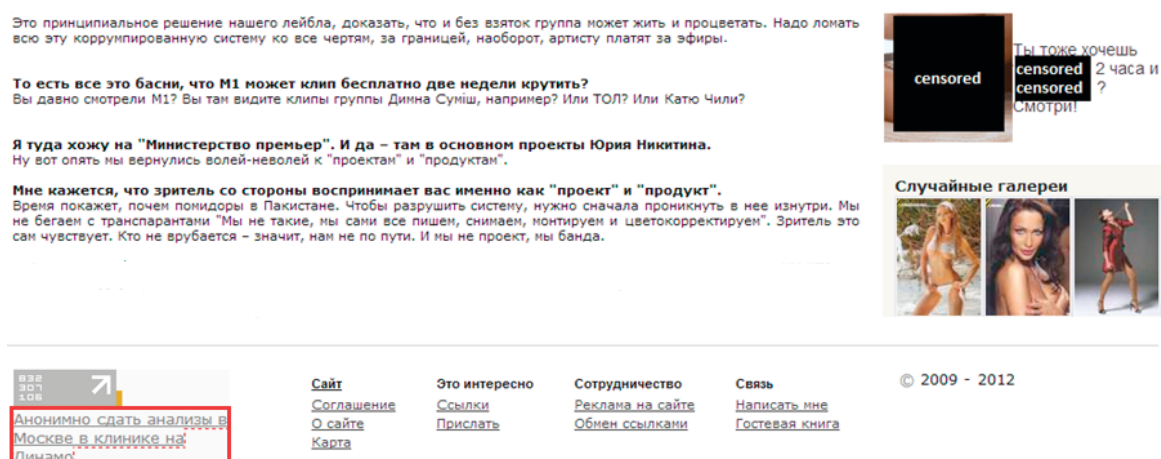 Это принципиальное решение нашего лейбла, доказать, что и без взяток группа может жить и процветать. Надо ломать
всю эту коррумпированную систему ко все чертям, за границей, наоборот, артисту платят за эфиры.
То есть все это басни, что М1 может клип бесплатно две недели крутить?
Вы давно смотрели М1? Вы там видите клипы группы Димна Суміш, например? Или ТОЛ? Или Катю Чили?
Я туда хожу на "Министерство премьер". И да – там в основном проекты Юрия Никитина.
Ну вот опять мы вернулись волей-неволей к "проектам" и "продуктам".
Мне кажется, что зритель со стороны воспринимает вас именно как "проект" и "продукт".
Время покажет, почем помидоры в Пакистане. Чтобы разрушить систему, нужно сначала проникнуть в нее изнутри. Мы
не бегаем с транспарантами "Мы не такие, мы сами все пишем, снимаем, монтируем и цветокорректируем". Зритель это
сам чувствует. Кто не врубается – значит, нам не по пути. И мы не проект, мы банда.
censored
Ты тоже хочешь
censored 2 часа и
censored ?
Смотри!
Случайные галереи
832
307
106
Анонимно сдать анализы в
Москве в клинике на
Динамо
Сайт
Соглашение
О сайте
Карта
Это интересно
Ссылки
Прислать
Сотрудничество
Реклама на сайте
Обмен ссылками
Связь
Написать мне
Гостевая книга
© 2009 - 2012